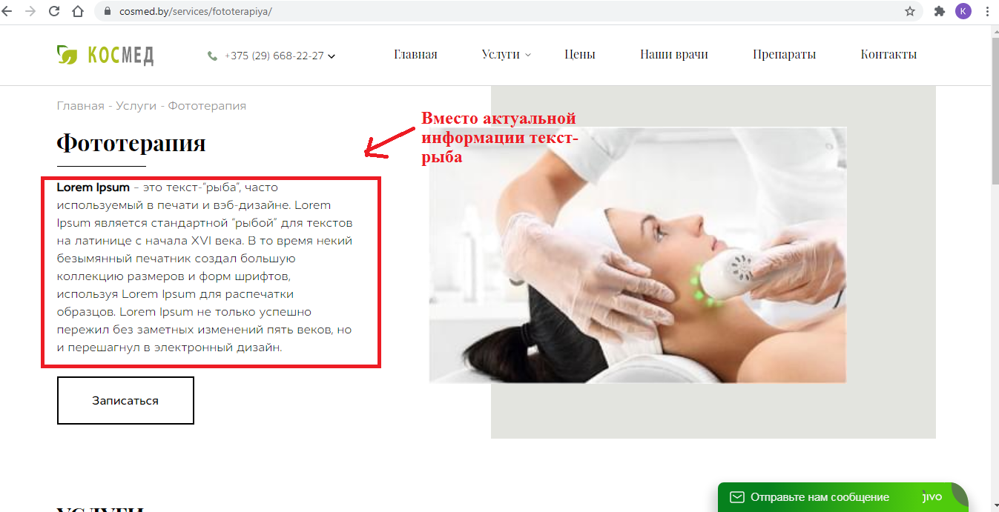 cosmed.by/services/fototerapiya/
K
КОСМЕД
+375 (29) 668-22-27
Главная
Услуги
Цены
Наши врачи
Препараты
Контакты
Главная - Услуги - Фототерапия
Вместо актуальной
информации текст-
рыба
Фототерапия
Lorem Ipsum – это текст-“рыба”, часто
используемый в печати и вэб-дизайне. Lorem
Ipsum является стандартной “рыбой” для текстов
на латинице с начала XVI века. В то время некий
безымянный печатник создал большую
коллекцию размеров и форм шрифтов,
используя Lorem Ipsum для распечатки
образцов. Lorem Ipsum не только успешно
пережил без заметных изменений пять веков, но
и перешагнул в электронный дизайн.
Записаться
Отправьте нам сообщение
jivo